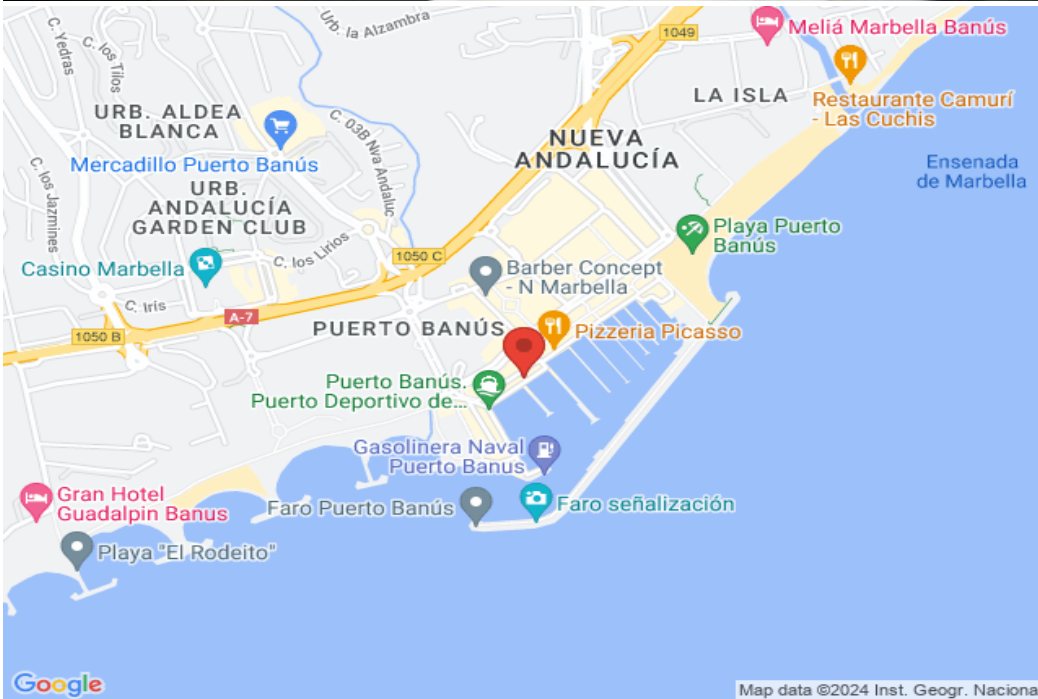 Urb. la Alzambra
1049
Meliá Marbella Banús
C. Yedras
C. los Tilos
LA ISLA
Restaurante Camurí
- Las Cuchis
URB. ALDEA
BLANCA
C. 03B Nva Andaluc
NUEVA
ANDALUCÍA
Mercadillo Puerto Banús
Ensenada
de Marbella
C. los Jazmines
URB.
ANDALUCÍA
GARDEN CLUB
Playa Puerto
Banús
C. los Lirios
1050 C
Casino Marbella
Barber Concept
- N Marbella
C. Iris
A-7
PUERTO BANÚS
Pizzeria Picasso
1050 B
Puerto Banús.
Puerto Deportivo de...
Gasolinera Naval
Puerto Banus
Gran Hotel
Guadalpin Banus
Faro Puerto Banús
Faro señalización
Playa "El Rodeito"
Google
Map data ©2024 Inst. Geogr. Naciona